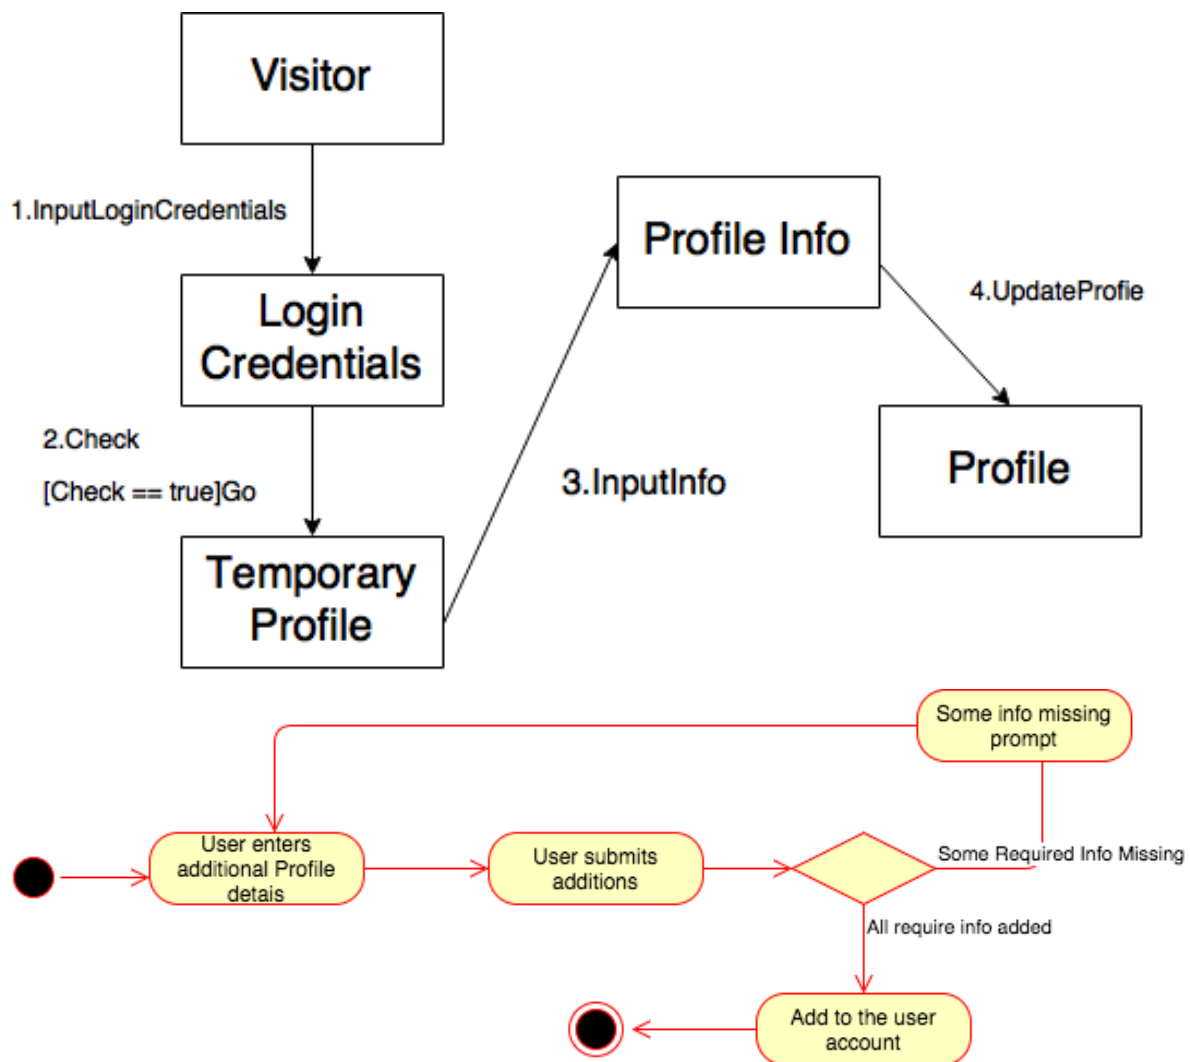 Visitor
1.InputLoginCredentials
Login
Credentials
2.Check
[Check == true]Go
Temporary
Profile
3.InputInfo
Profile Info
4.UpdateProfie
Profile
Some info missing
prompt
User enters
additional Profile
detais
User submits
additions
Some Required Info Missing
All require info added
Add to the user
account